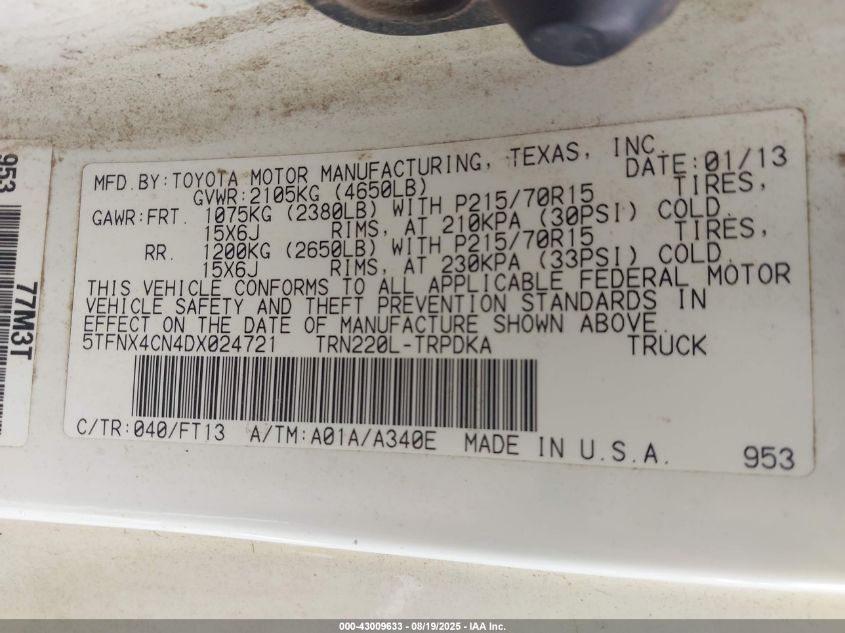 MFD.BY:TOYOTA MOTOR MANUFACTURING, TEXAS, INC. DATE:01/13
GVWR:2105KG (4650LB)
GAWR:FRT. 1075KG (2380LB) WITH P215/70R15 TIRES,
15X6J RIMS, AT 210KPA (30PSI) COLD.
RR. 1200KG (2650LB) WITH P215/70R15 TIRES,
15X6J RIMS, AT 230KPA (33PSI) COLD.
THIS VEHICLE CONFORMS TO ALL APPLICABLE FEDERAL MOTOR
VEHICLE SAFETY AND THEFT PREVENTION STANDARDS IN
EFFECT ON THE DATE OF MANUFACTURE SHOWN ABOVE.
5TFNX4CN4DX024721 TRN220L-TRPDKA TRUCK
C/TR:040/FT13 A/TM:A01A/A340E MADE IN U.S.A.
953
953
77M3T
000-43009633 - 08/19/2025 - IAA Inc.